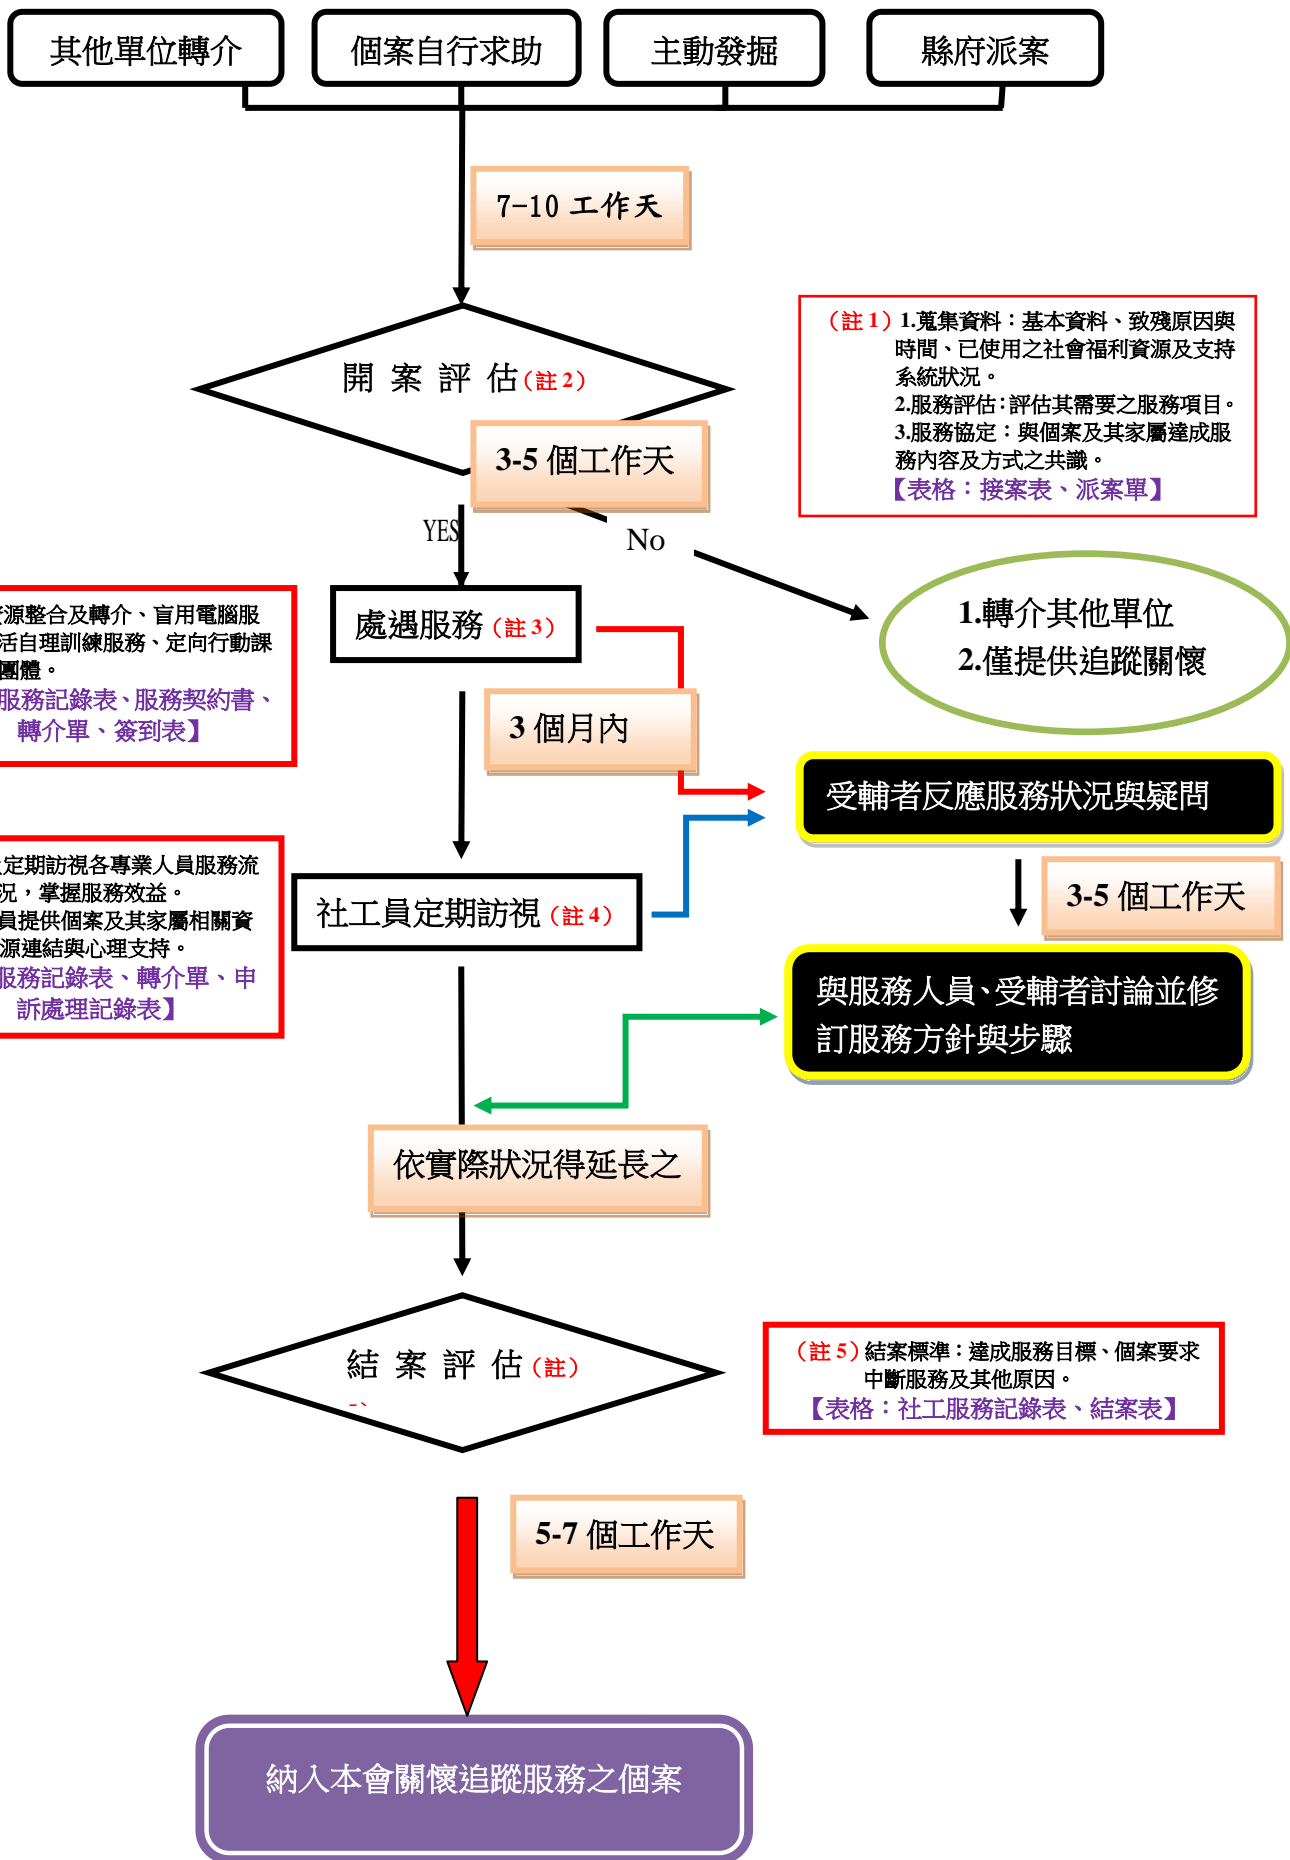 其他單位轉介
個案自行求助
主動發掘
縣府派案
7-10 工作天
開 案 評 估(註 2)
(註 1) 1.蒐集資料：基本資料、致殘原因與
時間、已使用之社會福利資源及支持
系統狀況。
2.服務評估：評估其需要之服務項目。
3.服務協定：與個案及其家屬達成服
務內容及方式之共識。
【表格：接案表、派案單】
3-5 個工作天
YES
No
1.轉介其他單位
2.僅提供追蹤關懷
處遇服務(註 3)
資源整合及轉介、盲用電腦服
活自理訓練服務、定向行動課
團體。
服務記錄表、服務契約書、
轉介單、簽到表】
3 個月內
受輔者反應服務狀況與疑問
定期訪視各專業人員服務流
況，掌握服務效益。
員提供個案及其家屬相關資
源連結與心理支持。
服務記錄表、轉介單、申
訴處理記錄表】
社工員定期訪視(註 4)
3-5 個工作天
與服務人員、受輔者討論並修
訂服務方針與步驟
依實際狀況得延長之
結 案 評 估(註)
(註 5)結案標準：達成服務目標、個案要求
中斷服務及其他原因。
【表格：社工服務記錄表、結案表】
5-7 個工作天
納入本會關懷追蹤服務之個案